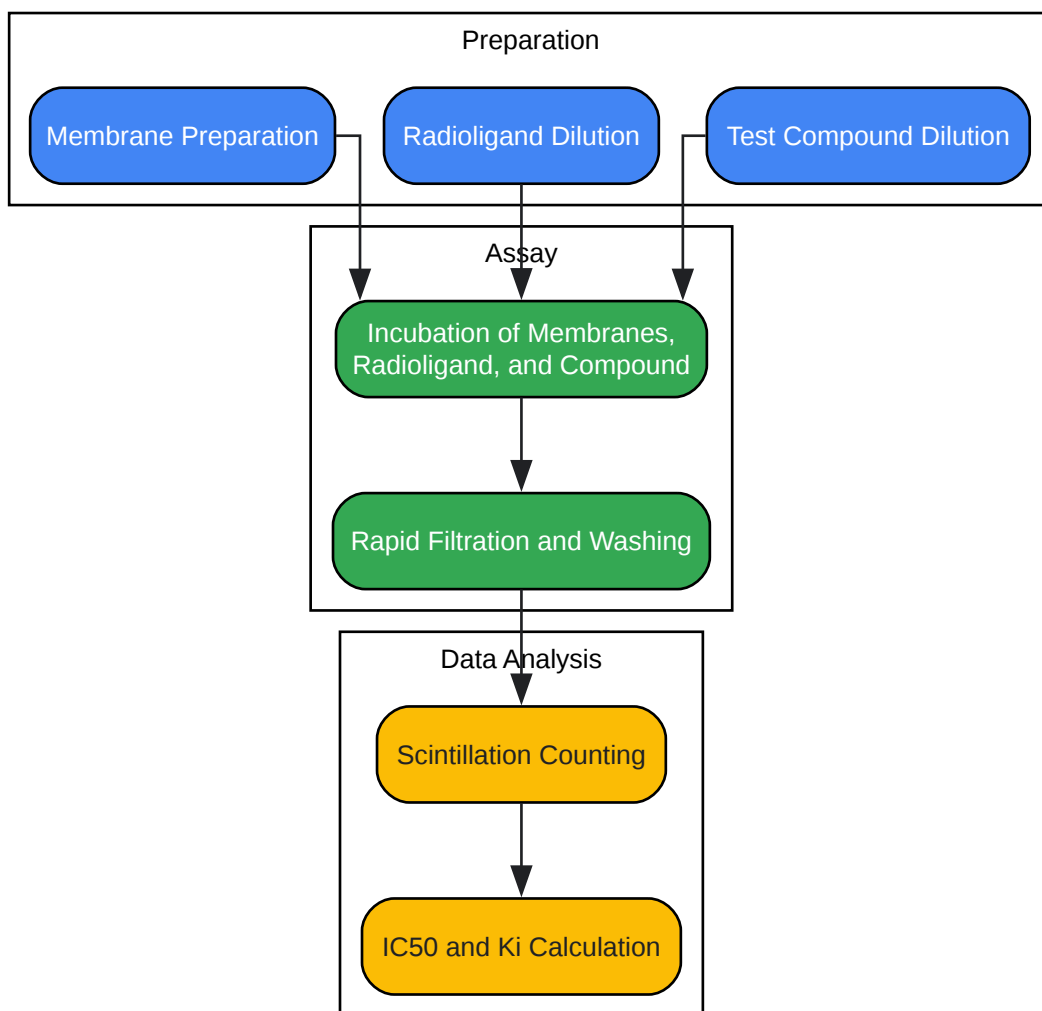 Preparation
Membrane Preparation
Radioligand Dilution
Test Compound Dilution
Assay
Incubation of Membranes,
Radioligand, and Compound
Rapid Filtration and Washing
Data Analysis
Scintillation Counting
IC50 and Ki Calculation